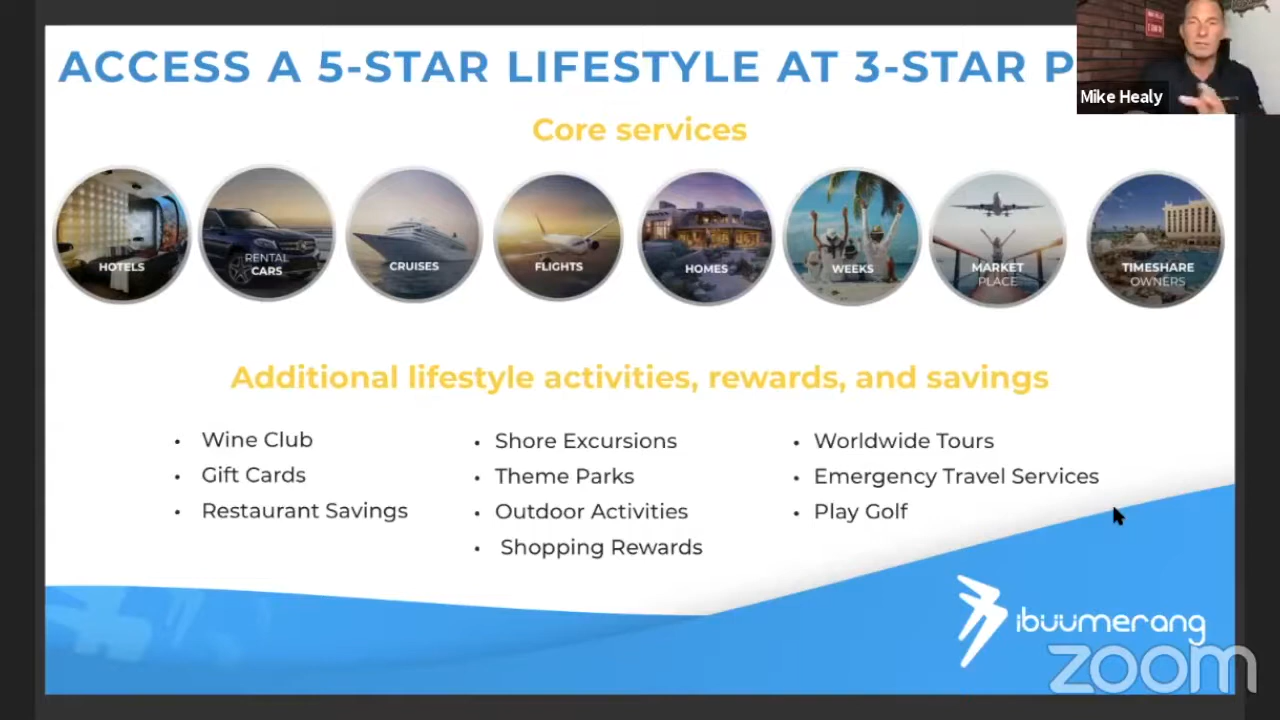 ACCESS A 5-STAR LIFESTYLE AT 3-STAR P
Mike Healy
Core services
HOTELS
RENTAL
CARS
CRUISES
FLIGHTS
HOMES
WEEKS
MARKET
PLACE
TIMESHARE
OWNERS
Additional lifestyle activities, rewards, and savings
• Wine Club
• Gift Cards
• Restaurant Savings
• Shore Excursions
• Theme Parks
• Outdoor Activities
• Shopping Rewards
• Worldwide Tours
• Emergency Travel Services
• Play Golf
ibuumerang
zoom